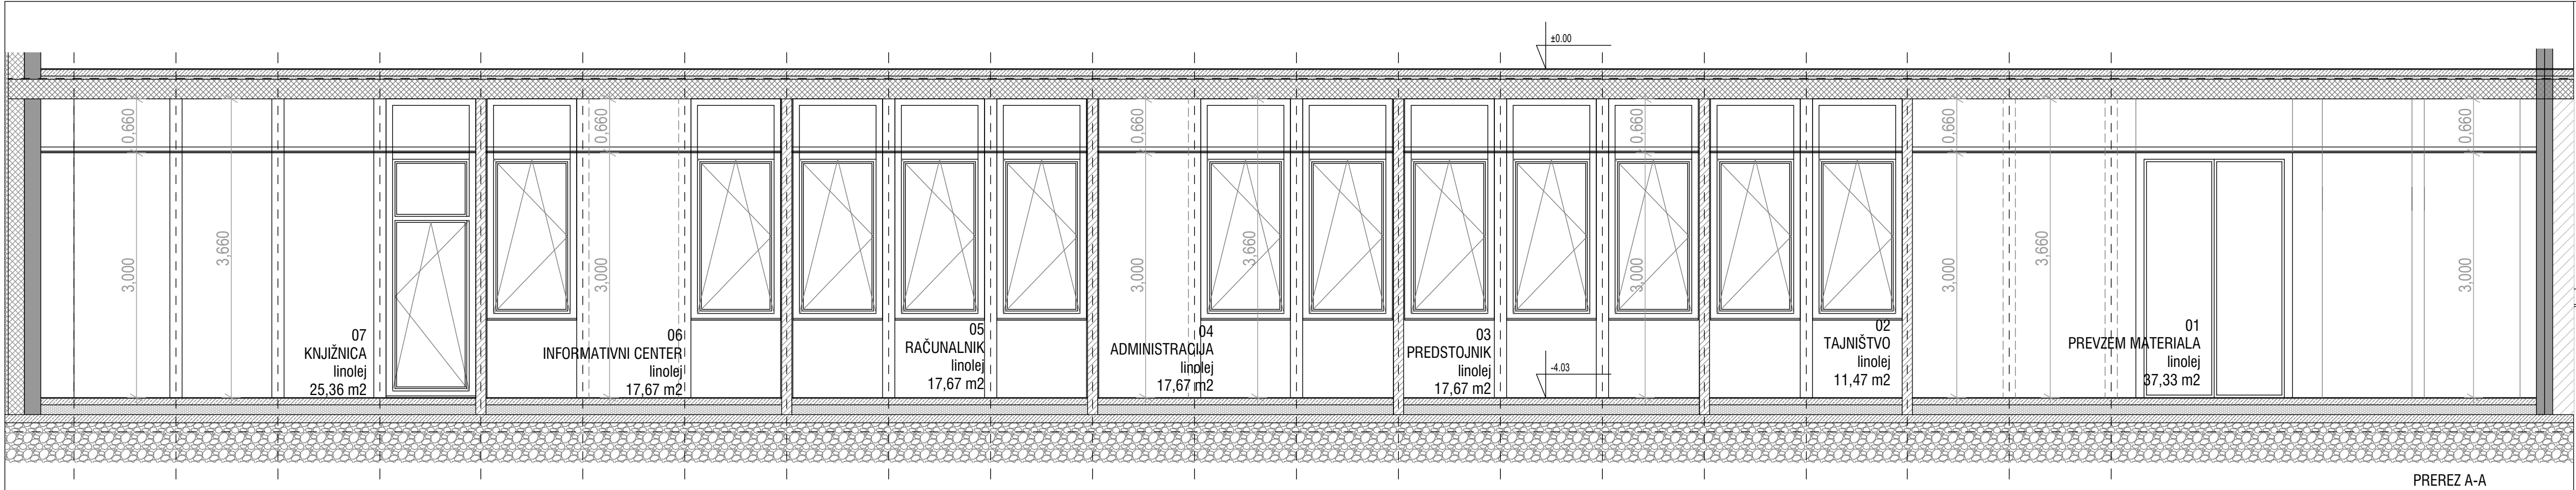 ±0.00
0,660
0,660
0,660
0,660
0,660
0,660
3,660
3,660
3,660
3,000
3,000
3,000
3,000
3,000
3,000
07
KNJIŽNICA
linolej
25,36 m2
06
INFORMATIVNI CENTER
linolej
17,67 m2
05
RAČUNALNIK
linolej
17,67 m2
04
ADMINISTRACIJA
linolej
17,67 m2
03
PREDSTOJNIK
linolej
17,67 m2
-4.03
02
TAJNIŠTVO
linolej
11,47 m2
01
PREVZEM MATERIALA
linolej
37,33 m2
PREREZ A-A